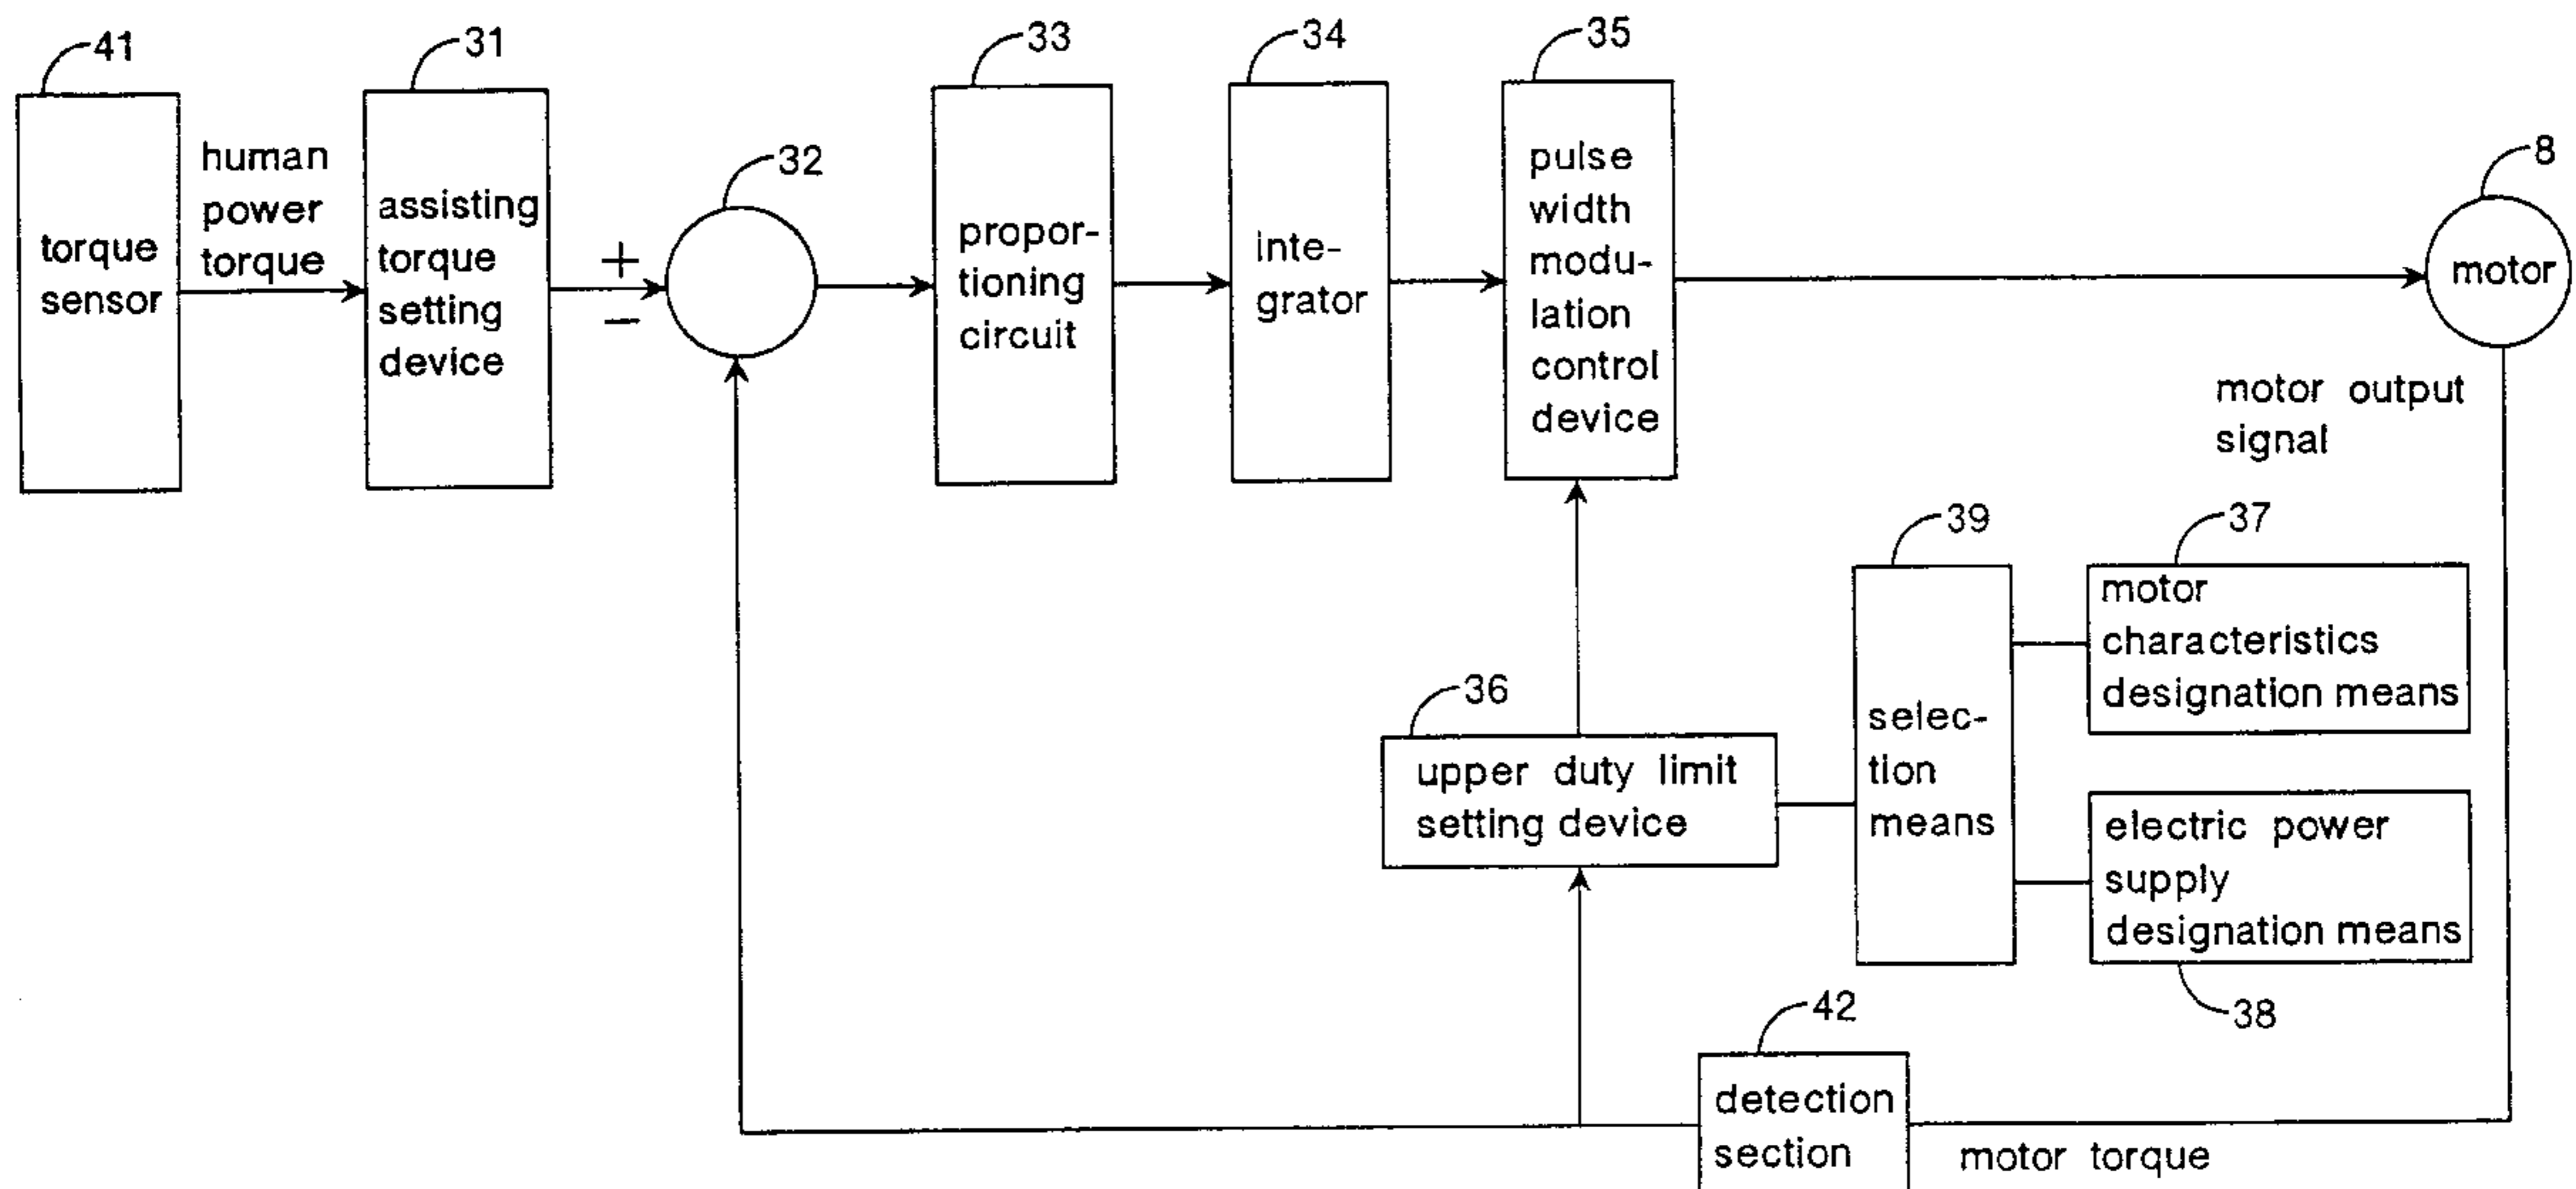 41
31
33
34
35
32
8
torque
sensor
human
power
torque
assisting
torque
setting
device
+
−
propor-
tioning
circuit
inte-
grator
pulse
width
modu-
lation
control
device
motor
motor output
signal
39
37
motor
characteristics
designation means
36
upper duty limit
setting device
selec-
tion
means
electric power
supply
designation means
38
42
detection
section
motor torque